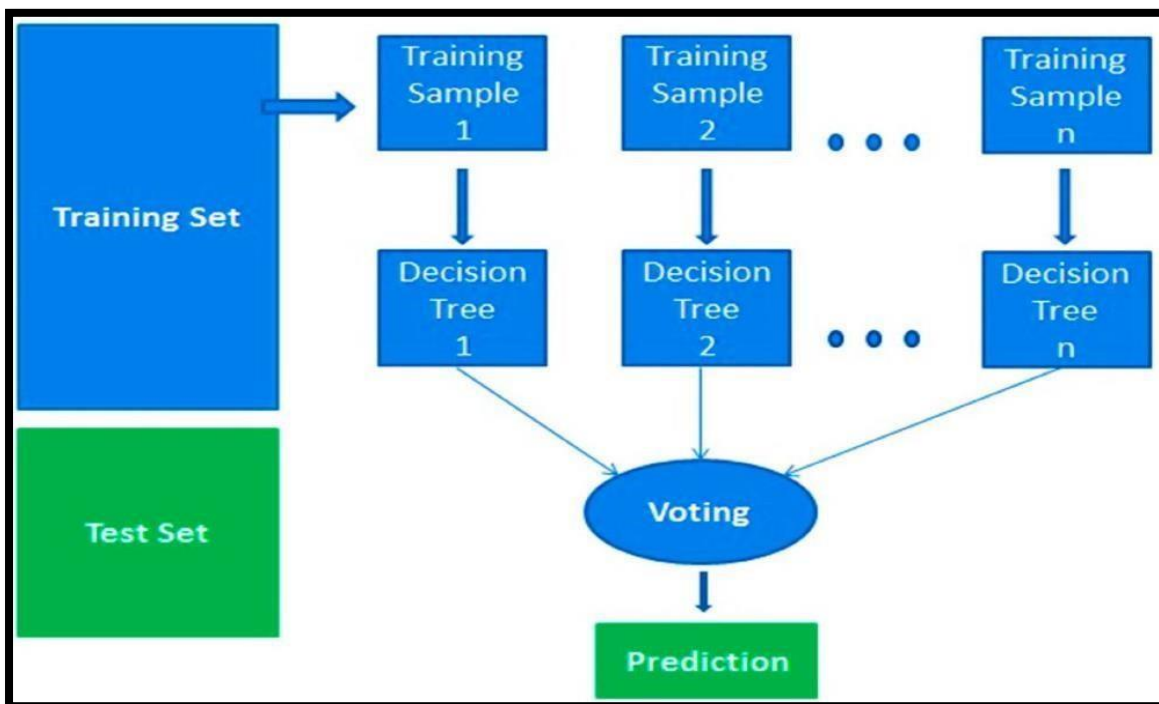 Training Set
Training
Sample
1
Training
Sample
2
Training
Sample
n
Decision
Tree
1
Decision
Tree
2
Decision
Tree
n
Test Set
Voting
Prediction